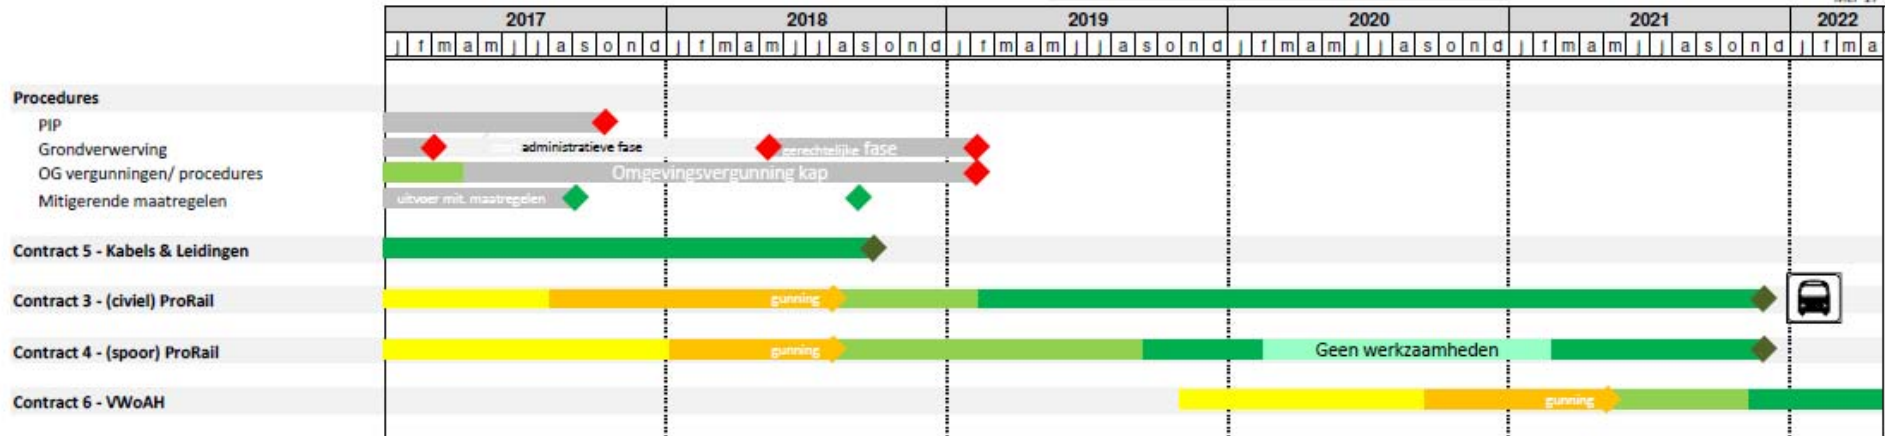 2017 2018 2019 2020 2021 2022
j f m a m j j a s o n d j f m a m j j a s o n d j f m a m j j a s o n d j f m a m j j a s o n d j f m a m j j a s o n d j f m a
Procedures
PIP
Grondverwerving administratieve fase gerechtelijke fase
OG vergunningen/ procedures Omgevingsvergunning kap
Mitigerende maatregelen uitvoer mit. maatregelen
Contract 5 - Kabels & Leidingen
Contract 3 - (civiel) ProRail gunning
Contract 4 - (spoor) ProRail gunning Geen werkzaamheden
Contract 6 - VWoAH gunning